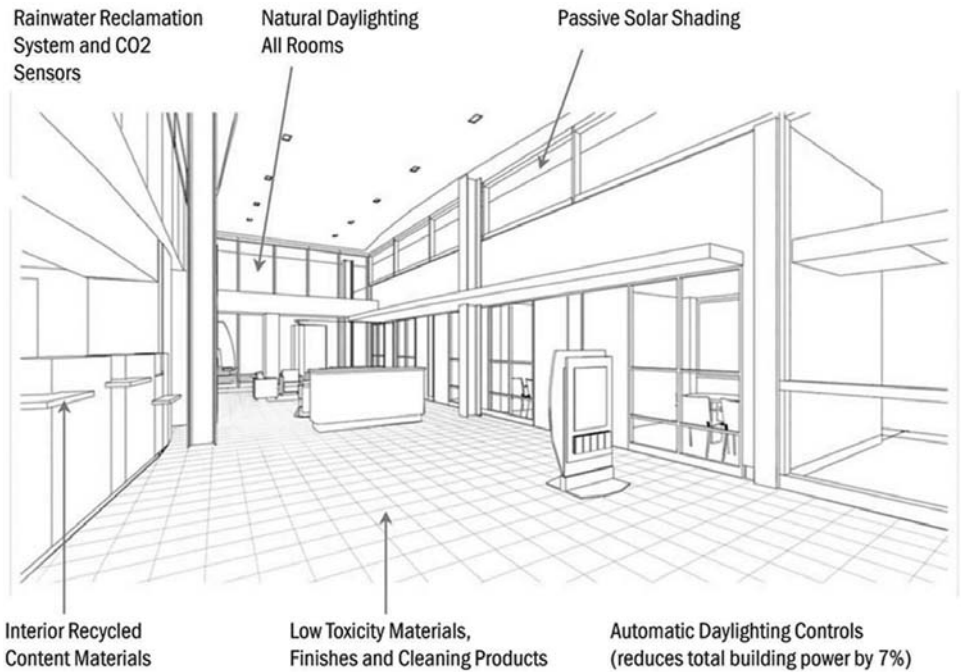 Rainwater Reclamation
System and CO2
Sensors
Natural Daylighting
All Rooms
Passive Solar Shading
Interior Recycled
Content Materials
Low Toxicity Materials,
Finishes and Cleaning Products
Automatic Daylighting Controls
(reduces total building power by 7%)